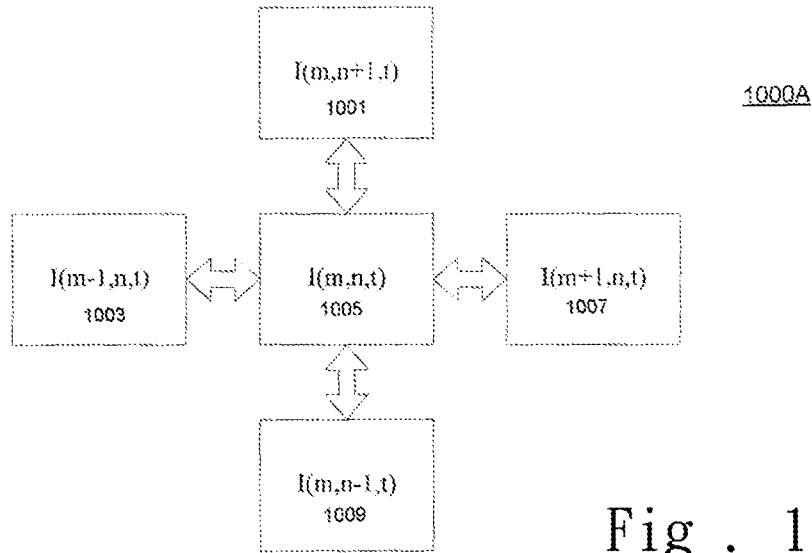 I(m,n+1,t)
1001
1000A
I(m-1,n,t)
1003
I(m,n,t)
1005
I(m+1,n,t)
1007
I(m,n-1,t)
1009
Fig . 1